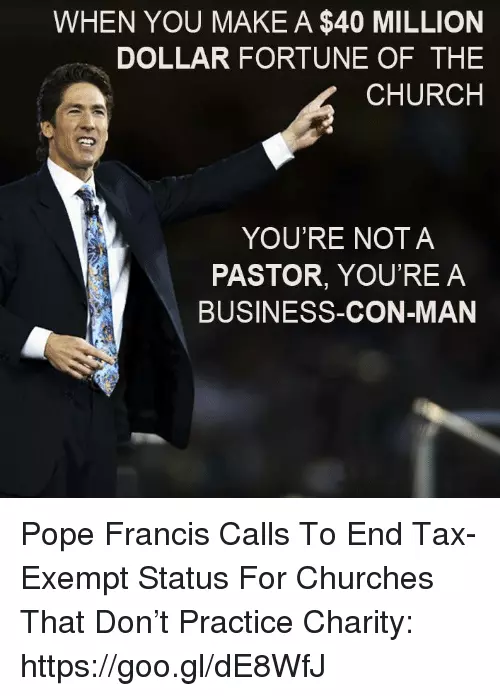 WHEN YOU MAKE A $40 MILLION
DOLLAR FORTUNE OF THE
CHURCH
YOU'RE NOT A
PASTOR, YOU'RE A
BUSINESS-CON-MAN
Pope Francis Calls To End Tax-
Exempt Status For Churches
That Don't Practice Charity:
https://goo.gl/dE8WfJ